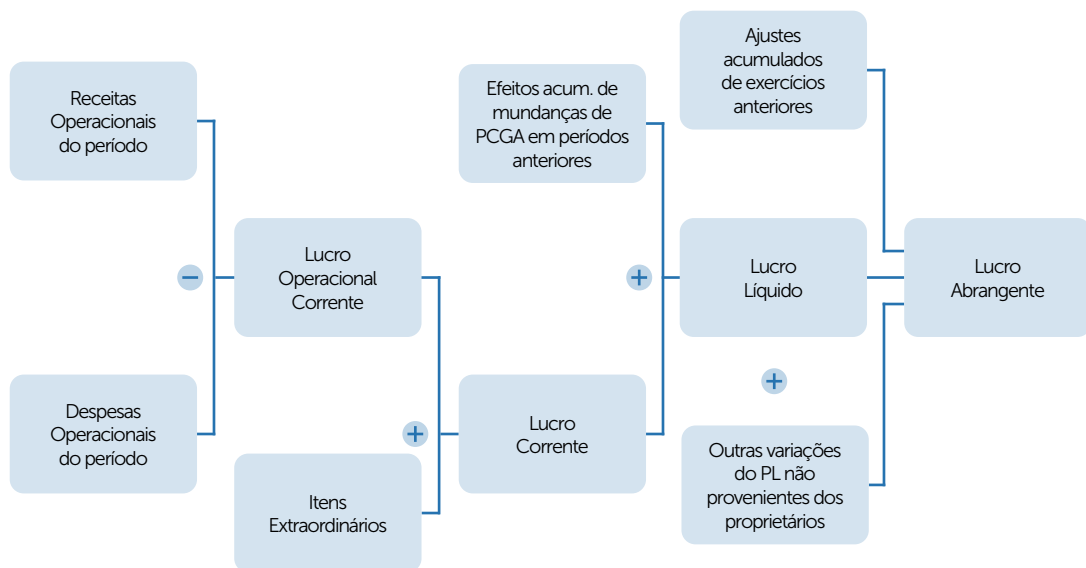 Receitas
Operacionais
do período
−
Despesas
Operacionais
do período
Lucro
Operacional
Corrente
+
Itens
Extraordinários
Efeitos acum. de
mundanças de
PCGA em períodos
anteriores
+
Lucro
Corrente
Ajustes
acumulados
de exercícios
anteriores
Lucro
Líquido
+
Outras variações
do PL não
provenientes dos
proprietários
Lucro
Abrangente